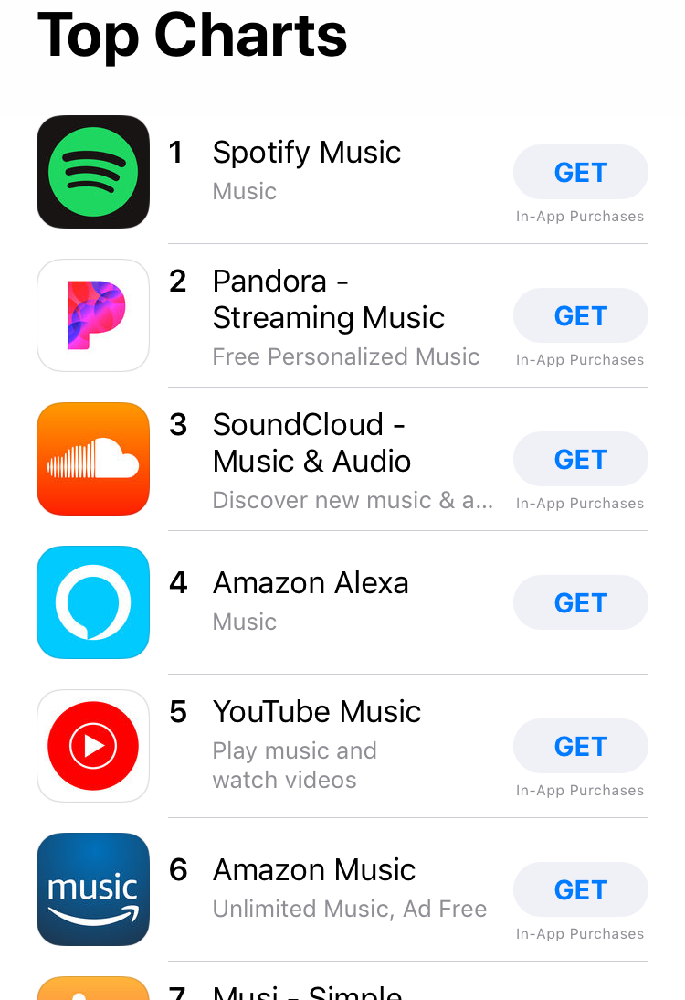 Top Charts
1 Spotify Music
Music
GET
In-App Purchases
2 Pandora -
Streaming Music
Free Personalized Music
GET
In-App Purchases
3 SoundCloud -
Music & Audio
Discover new music & a...
GET
In-App Purchases
4 Amazon Alexa
Music
GET
5 YouTube Music
Play music and
watch videos
GET
In-App Purchases
music
6 Amazon Music
Unlimited Music, Ad Free
GET
In-App Purchases
7 Musi - Simple